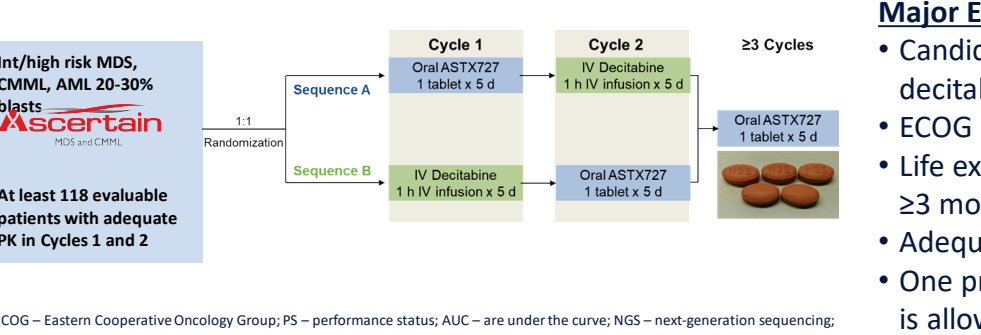 Int/high risk MDS,
CMML, AML 20-30%
blasts
Ascertain
MDS and CMML
At least 118 evaluable
patients with adequate
PK in Cycles 1 and 2
1:1
Randomization
Sequence A
Sequence B
Cycle 1
Oral ASTX727
1 tablet x 5 d
IV Decitabine
1 h IV infusion x 5 d
Cycle 2
IV Decitabine
1 h IV infusion x 5 d
Oral ASTX727
1 tablet x 5 d
≥3 Cycles
Oral ASTX727
1 tablet x 5 d
Major E
• Candid
decital
• ECOG
• Life ex
≥3 mo
• Adequ
• One pr
is allow
COG – Eastern Cooperative Oncology Group; PS – performance status; AUC – are under the curve; NGS – next-generation sequencing;